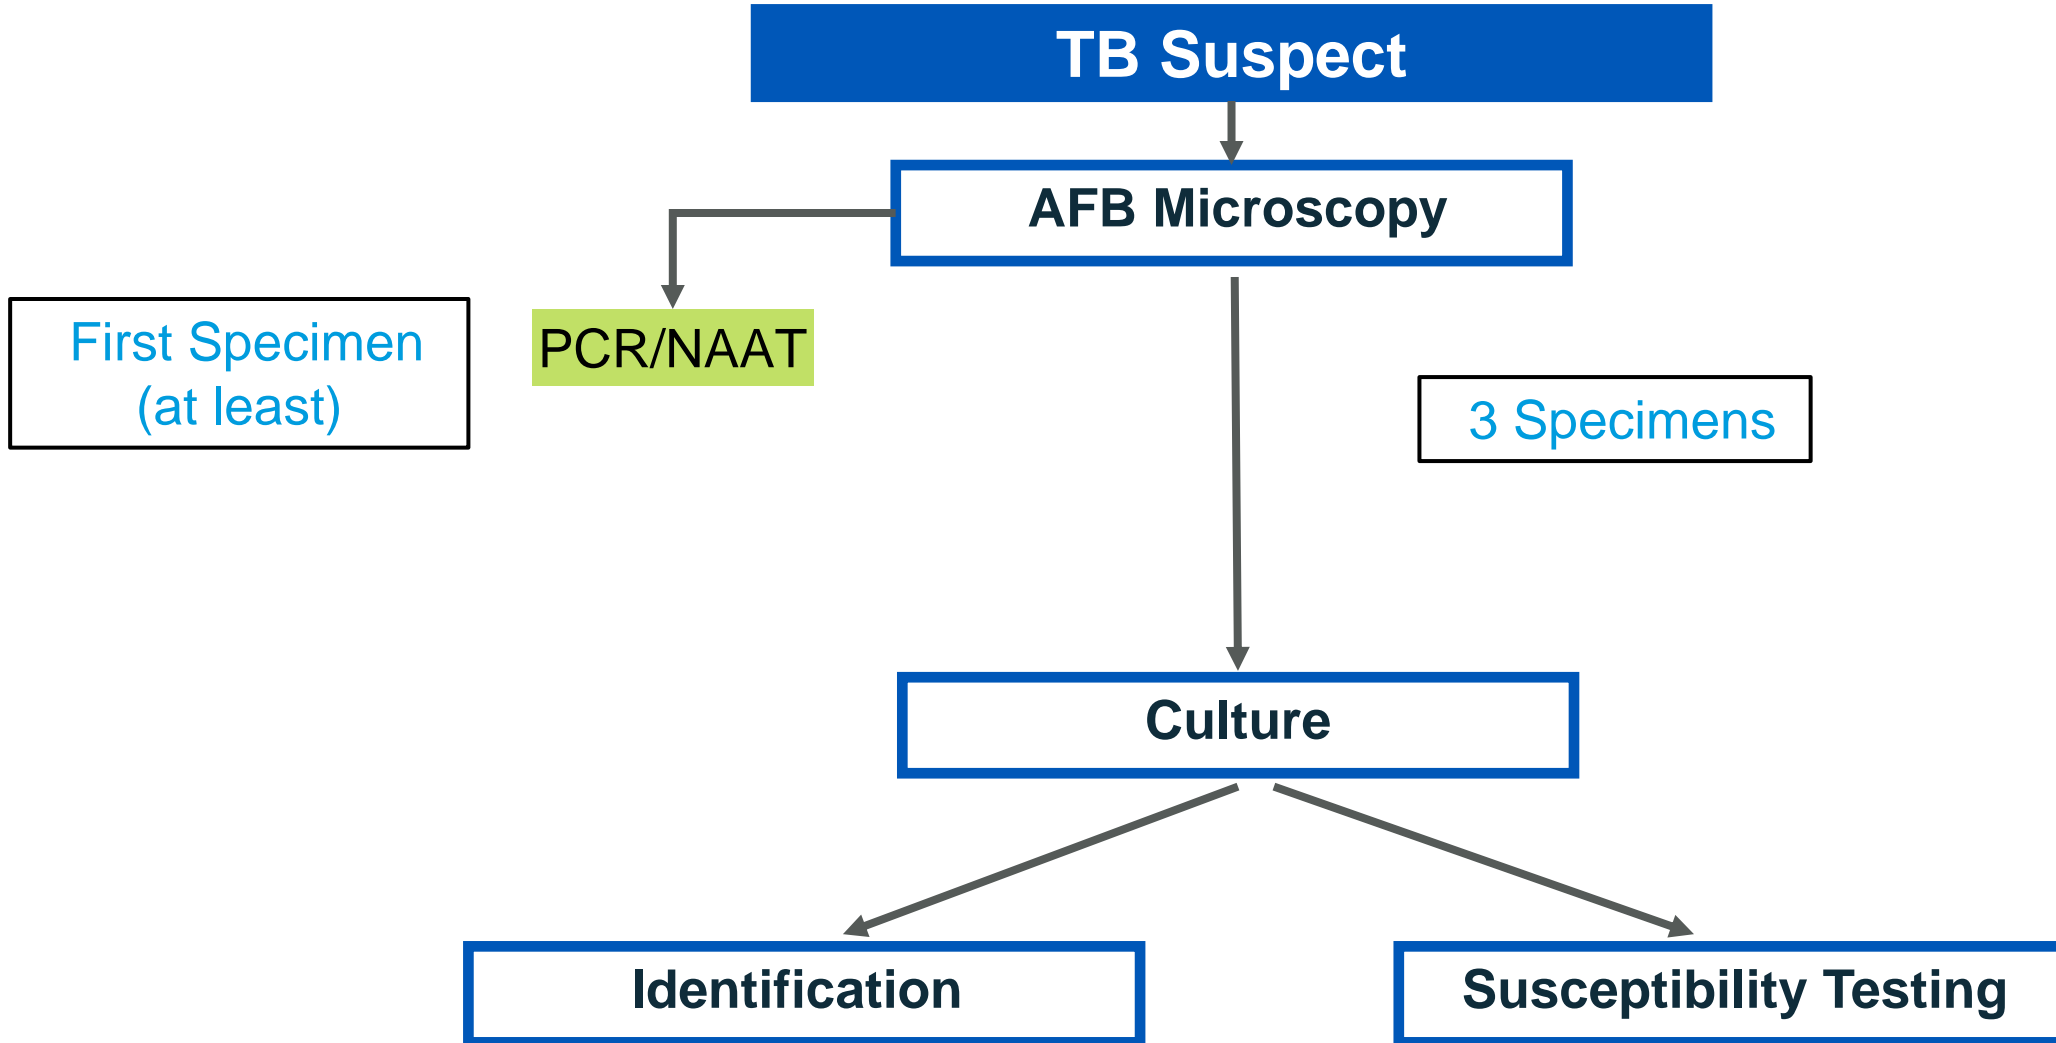 TB Suspect
AFB Microscopy
First Specimen
(at least)
PCR/NAAT
3 Specimens
Culture
Identification
Susceptibility Testing